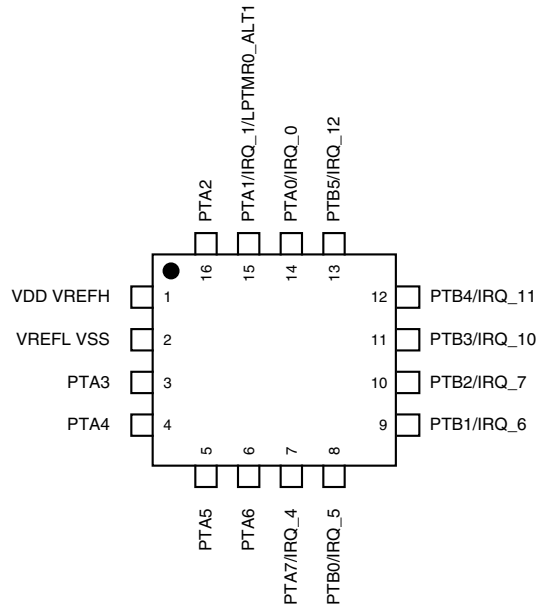 PTA2
PTA1/IRQ_1/LPTMR0_ALT1
PTA0/IRQ_0
PTB5/IRQ_12
16
15
14
13
VDD VREFH
1
12
PTB4/IRQ_11
VREFL VSS
2
11
PTB3/IRQ_10
PTA3
3
10
PTB2/IRQ_7
PTA4
4
9
PTB1/IRQ_6
5
6
7
8
PTA5
PTA6
PTA7/IRQ_4
PTB0/IRQ_5